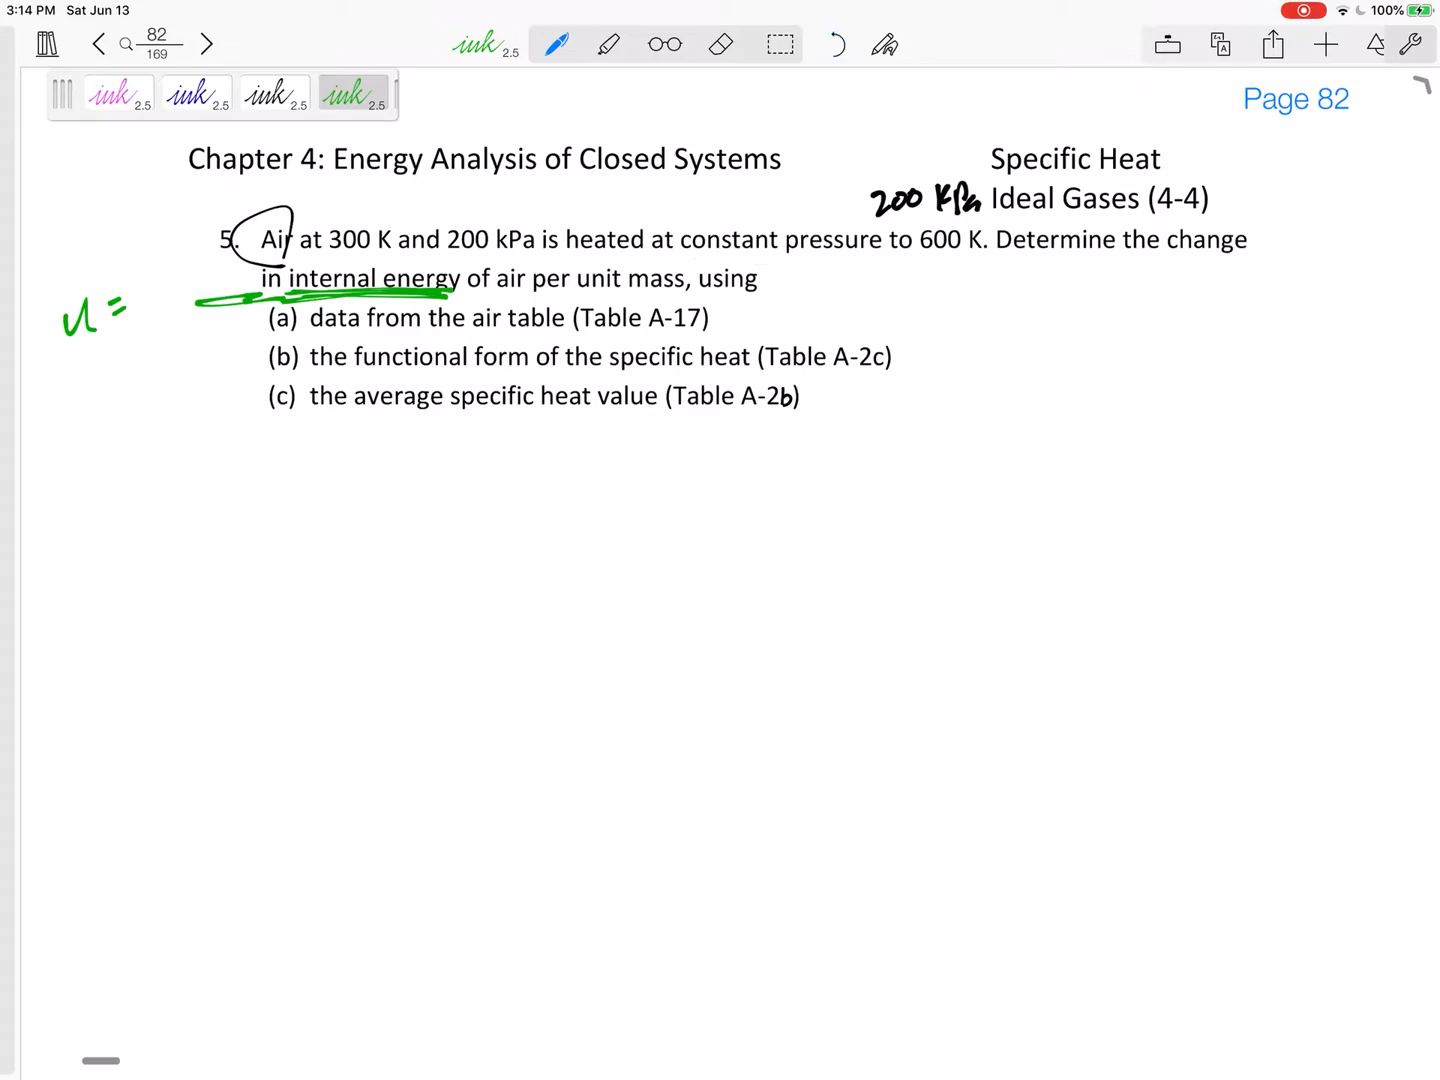 3:14 PM Sat Jun 13
100%
82
169
ink 2.5
ink 2.5
ink 2.5
ink 2.5
ink 2.5
Page 82
Chapter 4: Energy Analysis of Closed Systems
Specific Heat
200 KPa Ideal Gases (4-4)
5. Air at 300 K and 200 kPa is heated at constant pressure to 600 K. Determine the change
in internal energy of air per unit mass, using
u =
(a) data from the air table (Table A-17)
(b) the functional form of the specific heat (Table A-2c)
(c) the average specific heat value (Table A-2b)